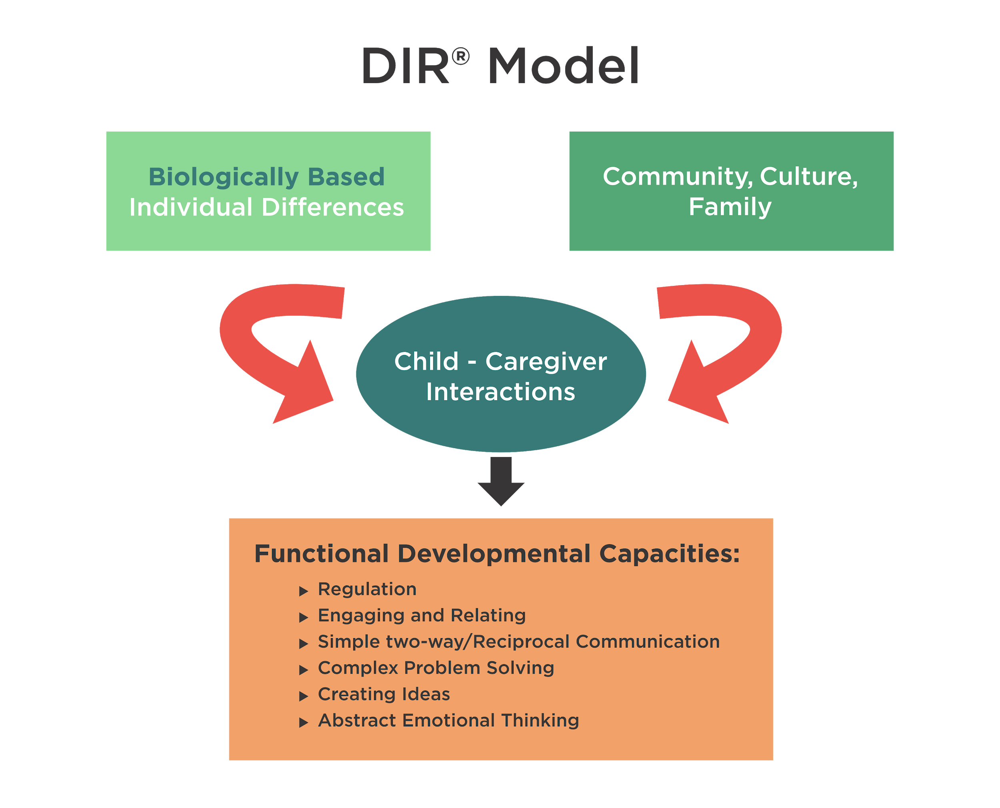 DIR® Model
Biologically Based
Individual Differences
Community, Culture,
Family
Child - Caregiver
Interactions
Functional Developmental Capacities:
Regulation
Engaging and Relating
Simple two-way/Reciprocal Communication
Complex Problem Solving
Creating Ideas
Abstract Emotional Thinking